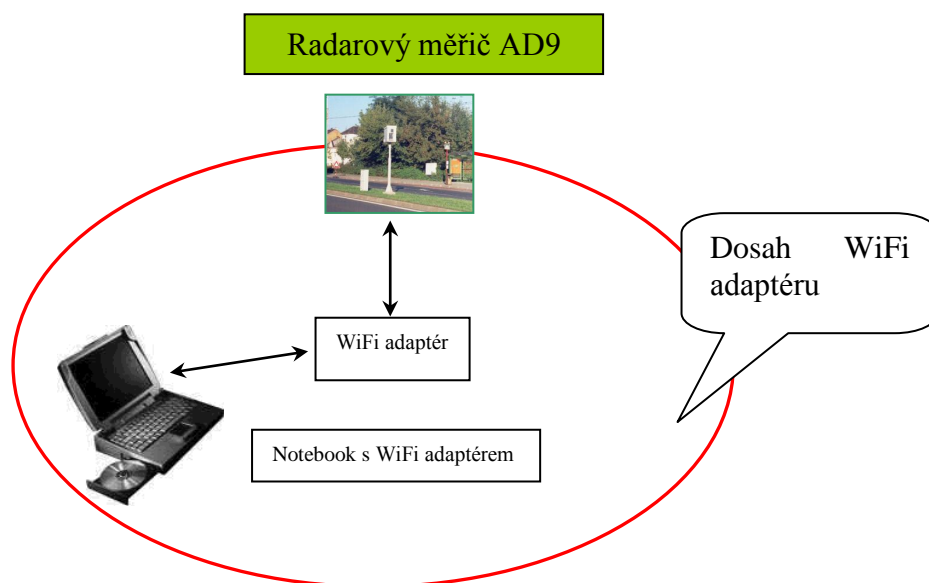 Radarový měřič AD9
Dosah WiFi
adaptéru
WiFi adaptér
Notebook s WiFi adaptérem